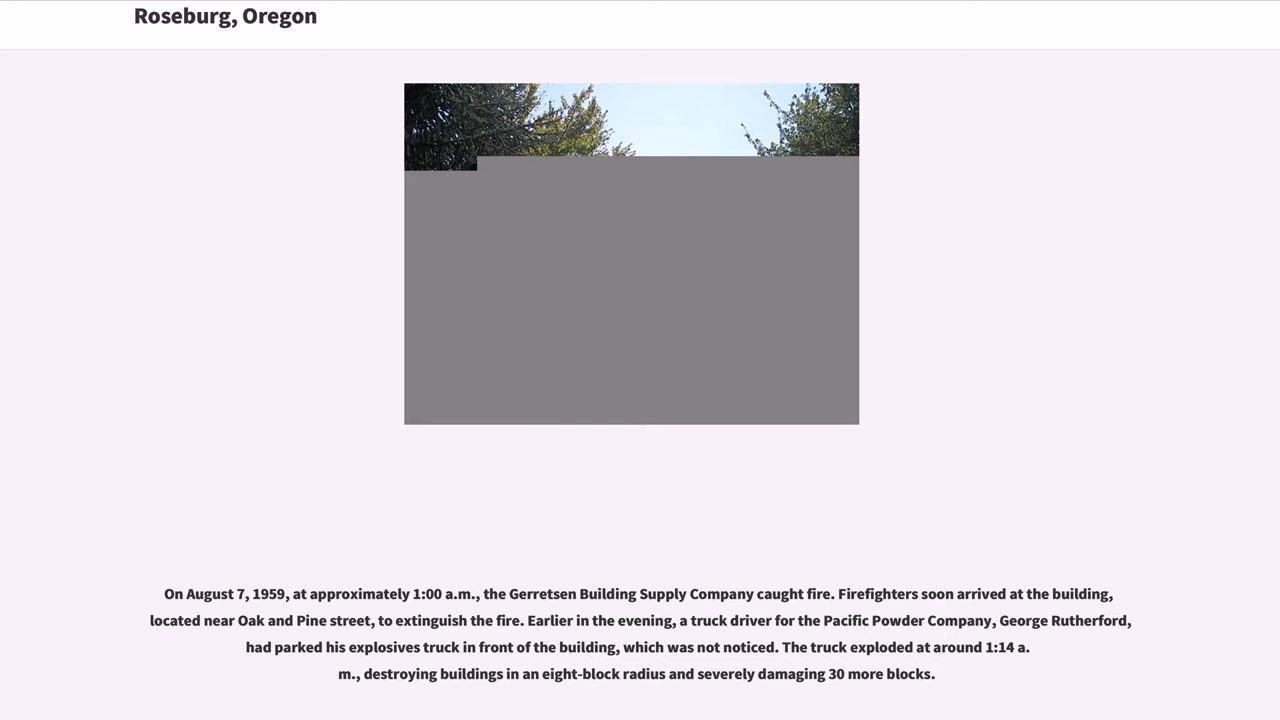 Roseburg, Oregon
On August 7, 1959, at approximately 1:00 a.m., the Gerretsen Building Supply Company caught fire. Firefighters soon arrived at the building,
located near Oak and Pine street, to extinguish the fire. Earlier in the evening, a truck driver for the Pacific Powder Company, George Rutherford,
had parked his explosives truck in front of the building, which was not noticed. The truck exploded at around 1:14 a.
m., destroying buildings in an eight-block radius and severely damaging 30 more blocks.